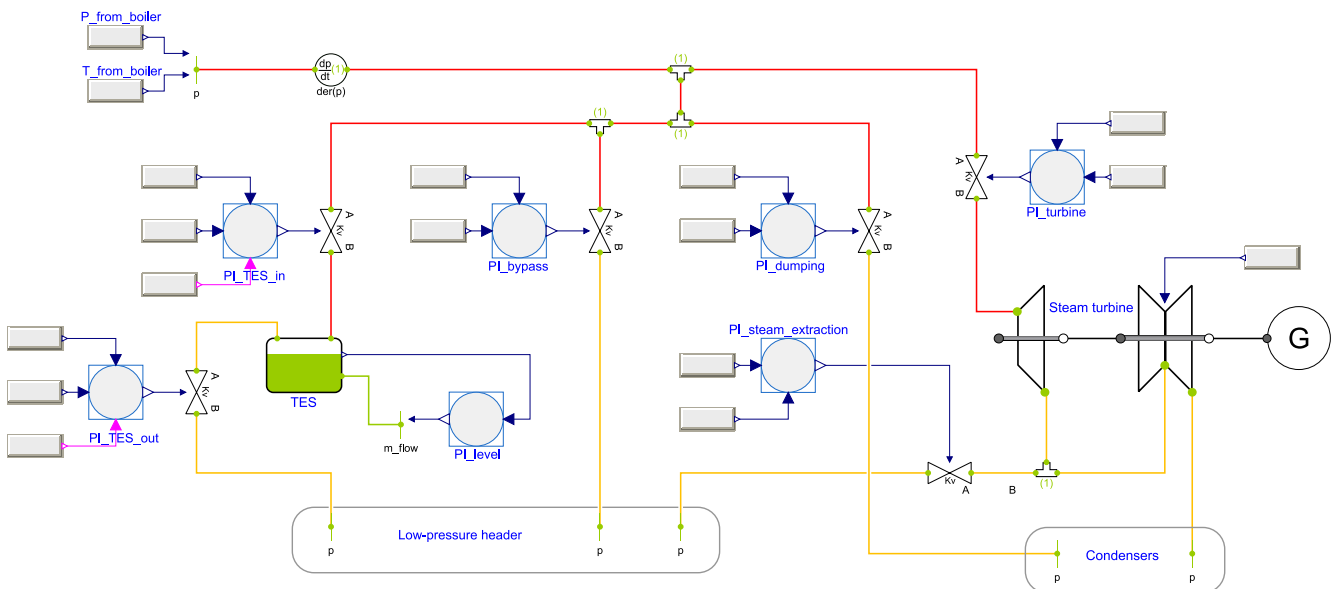 P_from_boiler
T_from_boiler
p
dp
dt
(1)
der(p)
(1)
(1)
(1)
A
Kv
B
PI_turbine
A
Kv
B
PI_TES_in
A
Kv
B
PI_bypass
A
Kv
B
PI_dumping
Steam turbine
G
PI_steam_extraction
A
Kv
B
PI_TES_out
TES
m_flow
PI_level
Kv
A
B
(1)
Low-pressure header
p
p
p
Condensers
p
p